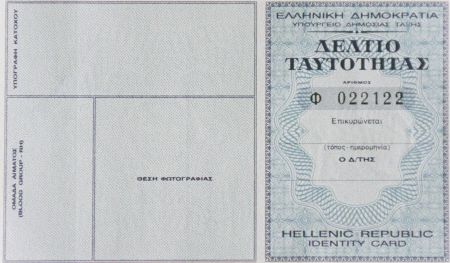 ΥΠΟΓΡΑΦΗ ΚΑΤΟΧΟΥ
ΟΜΑΔΑ ΑΙΜΑΤΟΣ
(BLOOD GROUP - RH)
ΘΕΣΗ ΦΩΤΟΓΡΑΦΙΑΣ
ΕΛΛΗΝΙΚΗ ΔΗΜΟΚΡΑΤΙΑ
ΥΠΟΥΡΓΕΙΟ ΔΗΜΟΣΙΑΣ ΤΑΞΗΣ
ΔΕΛΤΙΟ
ΤΑΥΤΟΤΗΤΑΣ
ΑΡΙΘΜΟΣ
Φ 022122
Επικυρώνεται
(τόπος - ημερομηνία)
Ο Δ/ΤΗΣ
HELLENIC REPUBLIC
IDENTITY CARD